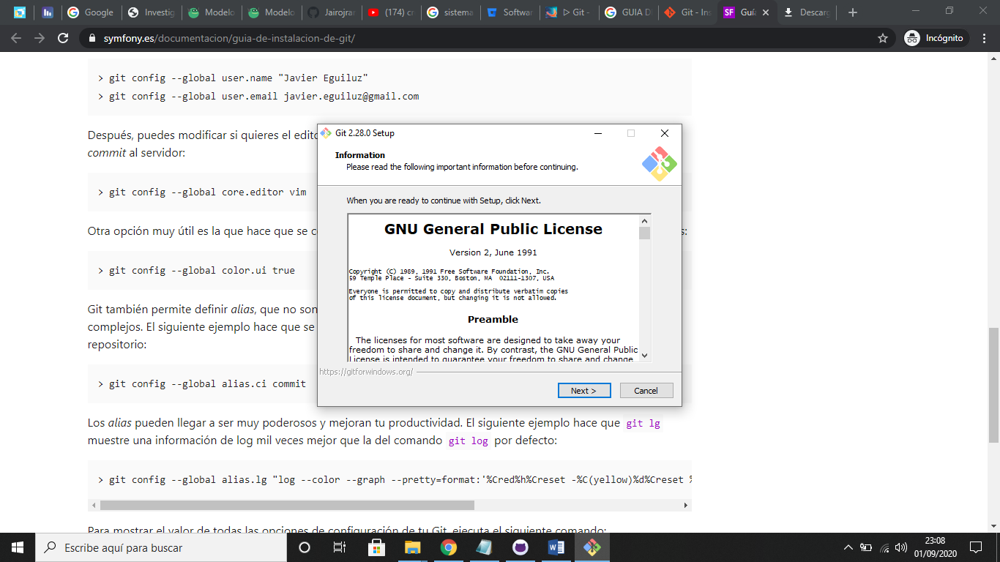 Google
Investig
Modelo
Modelo
Jairojrar
(174) cr
sistema
Softwar
▷ Git -
GUIA D
Git - Ins
SF Guía
Descarg
symfony.es/documentacion/guia-de-instalacion-de-git/
Incógnito
> git config --global user.name "Javier Eguiluz"
> git config --global user.email javier.eguiluz@gmail.com
Después, puedes modificar si quieres el edito
commit al servidor:
> git config --global core.editor vim
Otra opción muy útil es la que hace que se c
s:
> git config --global color.ui true
Git también permite definir alias, que no son
complejos. El siguiente ejemplo hace que se
repositorio:
> git config --global alias.ci commit
Los alias pueden llegar a ser muy poderosos y mejoran tu productividad. El siguiente ejemplo hace que git lg
muestre una información de log mil veces mejor que la del comando git log por defecto:
> git config --global alias.lg "log --color --graph --pretty=format:'%Cred%h%Creset -%C(yellow)%d%Creset %
Para mostrar el valor de todas las opciones de configuración de tu Git, ejecuta el siguiente comando:
Git 2.28.0 Setup
Information
Please read the following important information before continuing.
When you are ready to continue with Setup, click Next.
GNU General Public License
Version 2, June 1991
Copyright (C) 1989, 1991 Free Software Foundation, Inc.
59 Temple Place - Suite 330, Boston, MA 02111-1307, USA
Everyone is permitted to copy and distribute verbatim copies
of this license document, but changing it is not allowed.
Preamble
The licenses for most software are designed to take away your
freedom to share and change it. By contrast, the GNU General Public
License is intended to guarantee your freedom to share and change
https://gitforwindows.org/
Next >
Cancel
Escribe aquí para buscar
23:08
01/09/2020